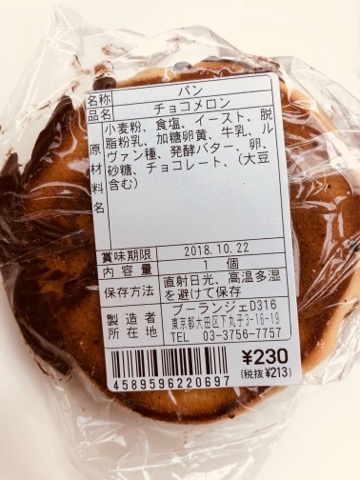 名称 パン
品名 チョコメロン
原材料名 小麦粉、食塩、イースト、脱
脂粉乳、加糖卵黄、牛乳、ル
ヴァン種、発酵バター、卵、
砂糖、チョコレート、（大豆
含む）
賞味期限 2018.10.22
内容量 個
保存方法 直射日光、高温多湿
を避けて保存
製造者 ブーランジェD316
所在地 東京都大田区下丸子3-16-19
TEL 03-3756-7757
¥230
(税抜 ¥213)
4589596220697